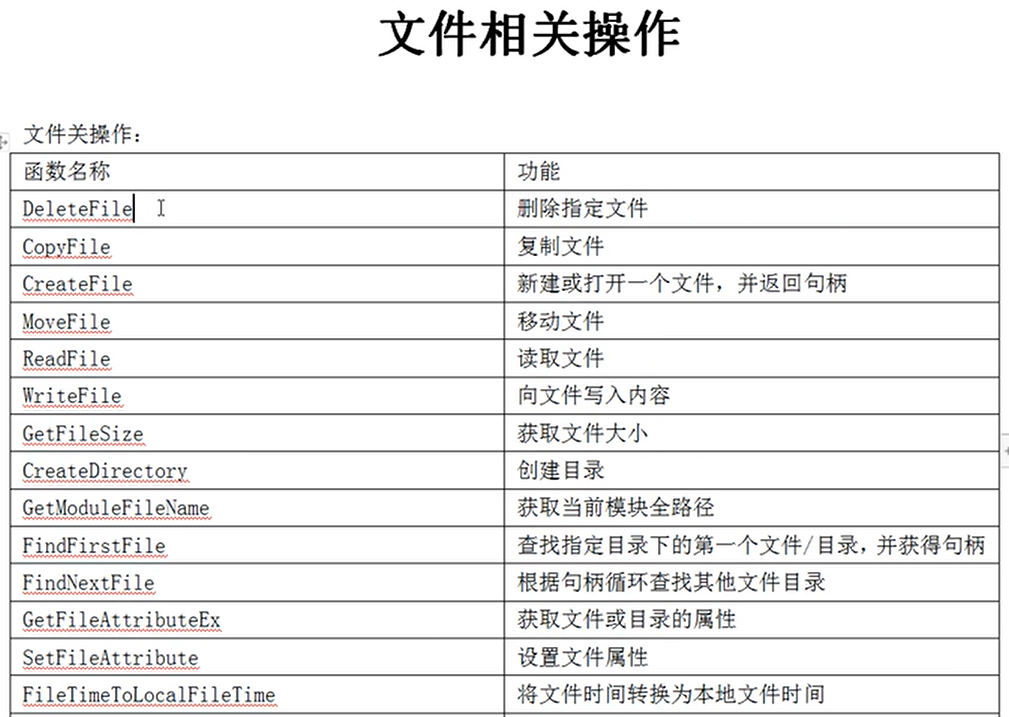 文件相关操作
文件关操作：
函数名称 功能
DeleteFile 删除指定文件
CopyFile 复制文件
CreateFile 新建或打开一个文件，并返回句柄
MoveFile 移动文件
ReadFile 读取文件
WriteFile 向文件写入内容
GetFileSize 获取文件大小
CreateDirectory 创建目录
GetModuleFileName 获取当前模块全路径
FindFirstFile 查找指定目录下的第一个文件/目录，并获得句柄
FindNextFile 根据句柄循环查找其他文件目录
GetFileAttributeEx 获取文件或目录的属性
SetFileAttribute 设置文件属性
FileTimeToLocalFileTime 将文件时间转换为本地文件时间